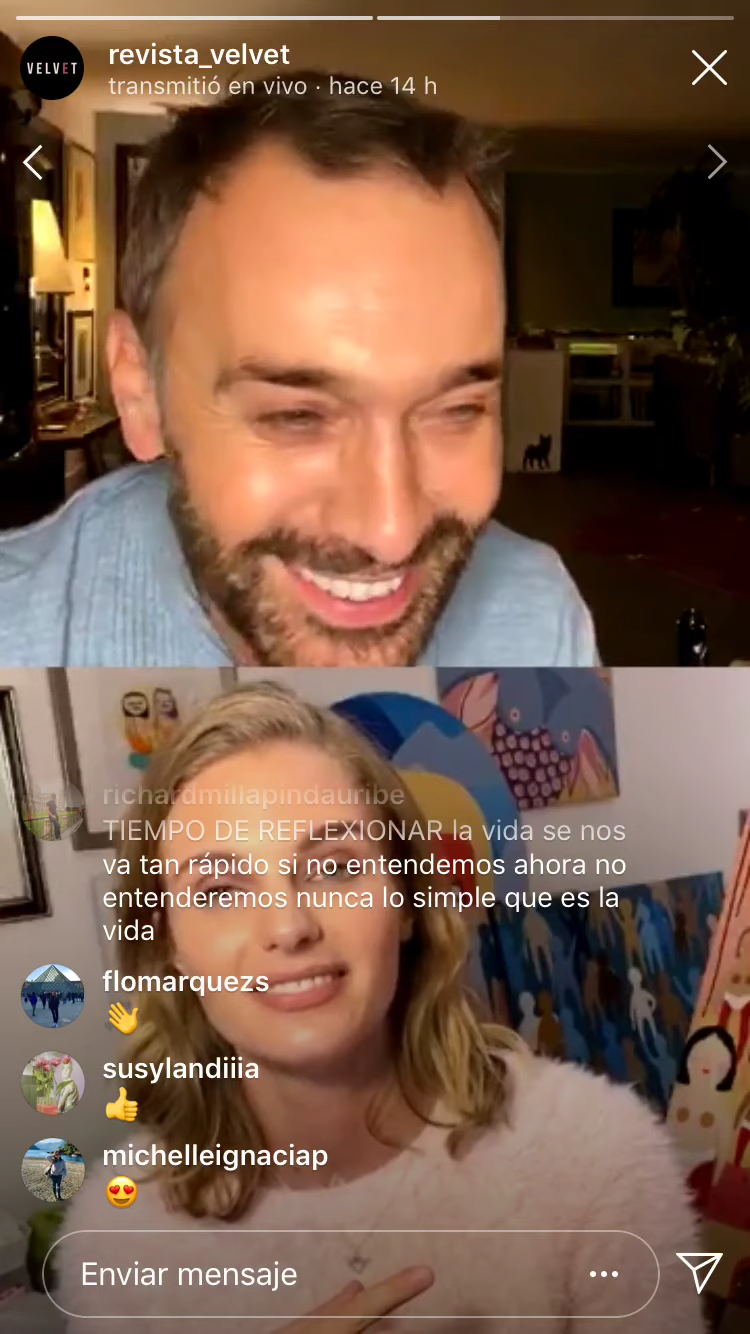 VELVET
revista_velvet
transmitió en vivo · hace 14 h
richardmillapindauribe
TIEMPO DE REFLEXIONAR la vida se nos
va tan rápido si no entendemos ahora no
entenderemos nunca lo simple que es la
vida
flomarquezs
👋
susylandiiia
👍
michelleignaciap
😍
Enviar mensaje